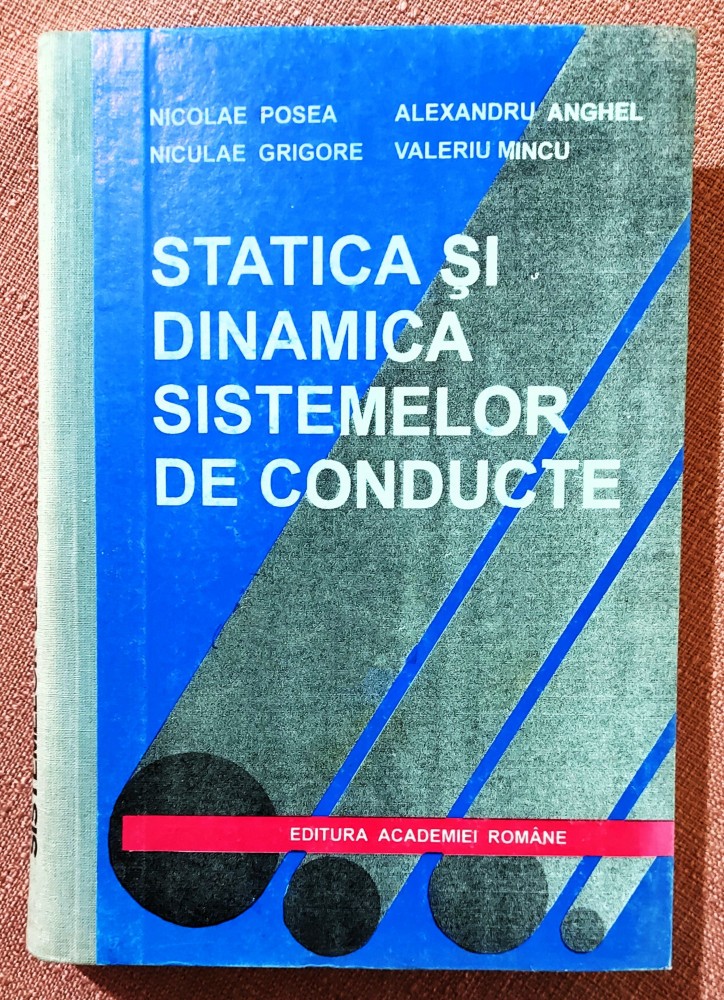 NICOLAE POSEA ALEXANDRU ANGHEL
NICULAE GRIGORE VALERIU MINCU
STATICA ŞI
DINAMICA
SISTEMELOR
DE CONDUCTE
EDITURA ACADEMIEI ROMÂNE